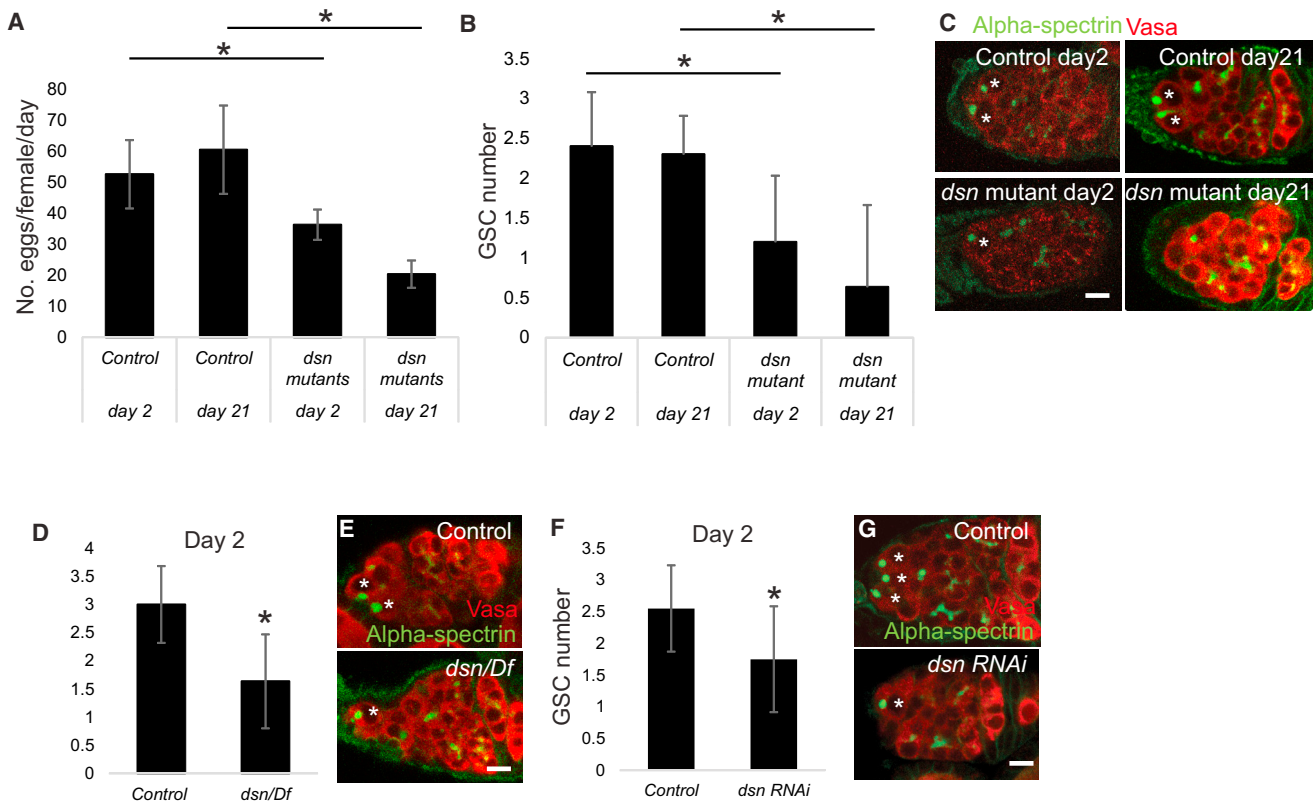 A
*
*
No. eggs/female/day
80
70
60
50
40
30
20
10
0
Control
Control
dsn mutants
dsn mutants
day 2
day 21
day 2
day 21
B
*
*
GSC number
3.5
3
2.5
2
1.5
1
0.5
0
Control
Control
dsn mutant
dsn mutant
day 2
day 21
day 2
day 21
C
Alpha-spectrin Vasa
Control day2
*
*
Control day21
*
*
dsn mutant day2
*
dsn mutant day21
D
Day 2
4
3.5
3
2.5
2
1.5
1
0.5
0
*
Control
dsn/Df
E
Control
*
*
Vasa
Alpha-spectrin
dsn/Df
*
F
Day 2
GSC number
3.5
3
2.5
2
1.5
1
0.5
0
*
Control
dsn RNAi
G
Control
*
*
*
Vasa
Alpha-spectrin
dsn RNAi
*